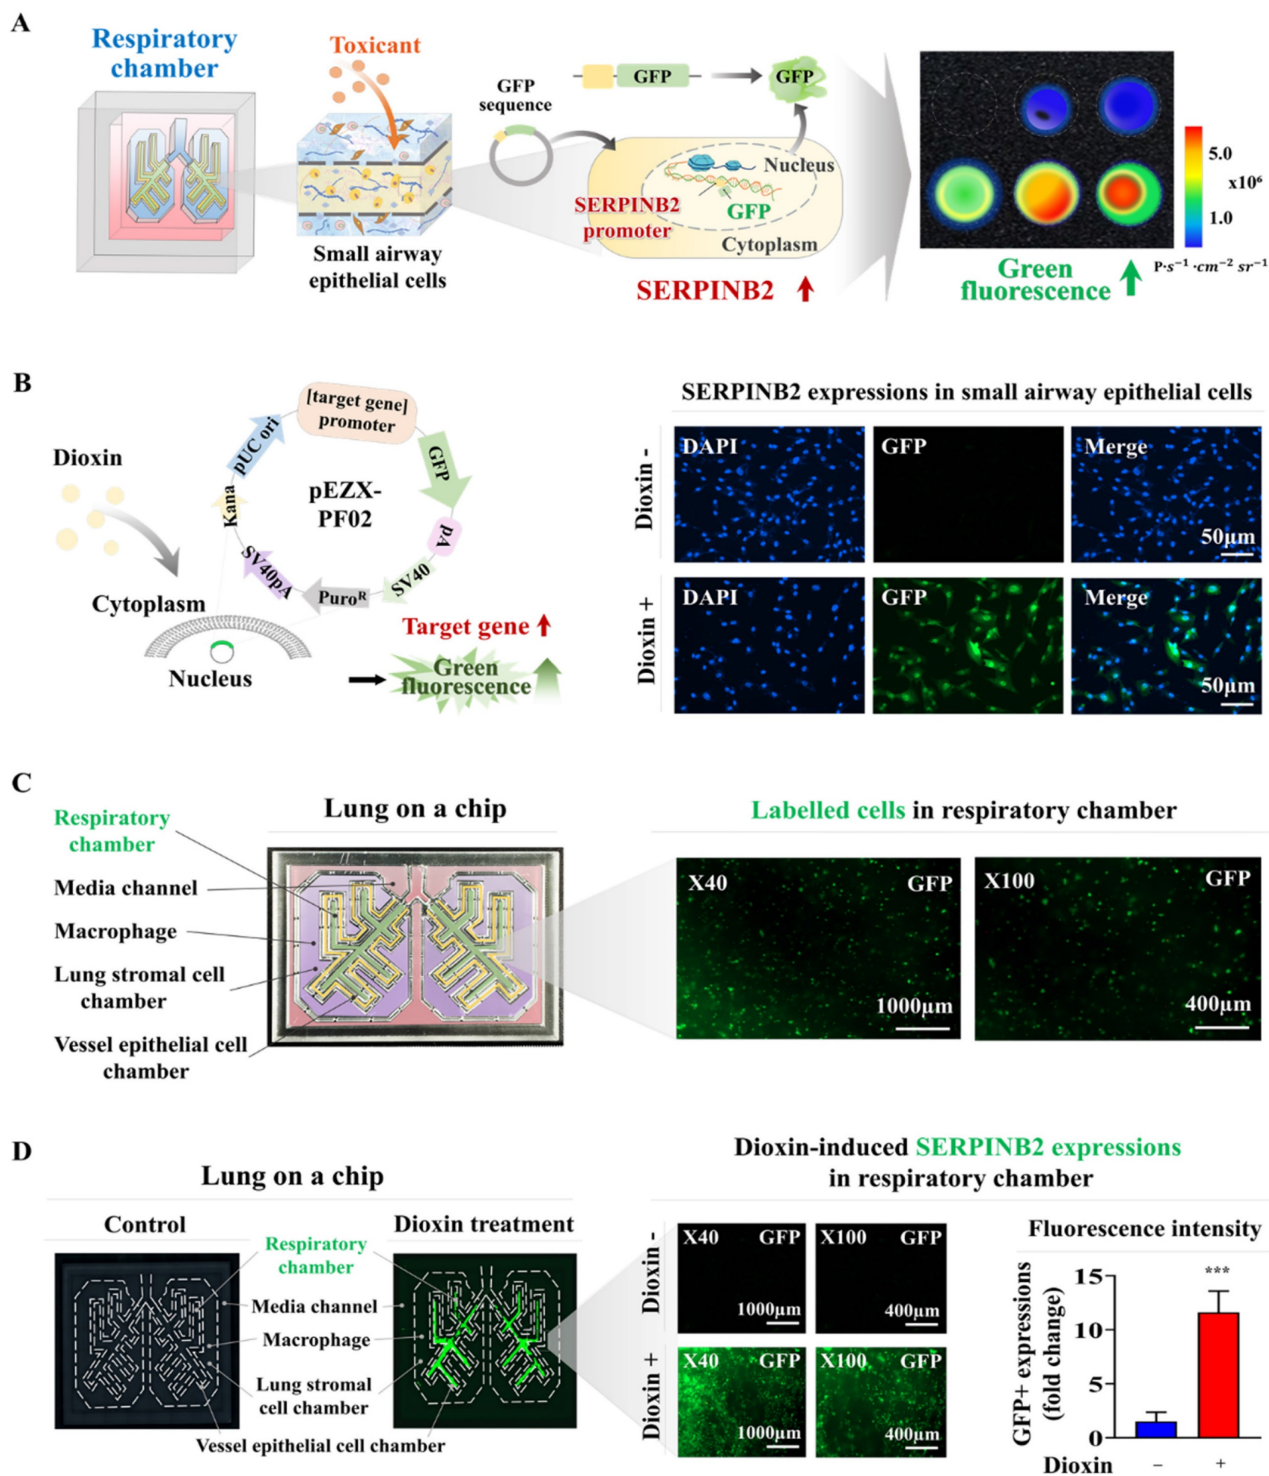 A
Respiratory
chamber
Toxicant
Small airway
epithelial cells
GFP
sequence
GFP
GFP
Nucleus
GFP
SERPINB2
promoter
Cytoplasm
SERPINB2
5.0
x10⁶
1.0
P·s⁻¹ ·cm⁻² sr⁻¹
Green
fluorescence
B
Dioxin
[target gene]
promoter
GFP
pA
SV40
Puroᴿ
SV40pA
Kana
pUC ori
pEZX-
PF02
Cytoplasm
Nucleus
Target gene
Green
fluorescence
SERPINB2 expressions in small airway epithelial cells
Dioxin -
DAPI
GFP
Merge
50µm
Dioxin +
DAPI
GFP
Merge
50µm
C
Lung on a chip
Respiratory
chamber
Media channel
Macrophage
Lung stromal cell
chamber
Vessel epithelial cell
chamber
Labelled cells in respiratory chamber
X40
GFP
1000µm
X100
GFP
400µm
D
Lung on a chip
Control
Dioxin treatment
Respiratory
chamber
Media channel
Macrophage
Lung stromal
cell chamber
Vessel epithelial cell chamber
Dioxin-induced SERPINB2 expressions
in respiratory chamber
Dioxin -
X40
GFP
1000µm
X100
GFP
400µm
Dioxin +
X40
GFP
1000µm
X100
GFP
400µm
Fluorescence intensity
GFP+ expressions
(fold change)
15
10
5
0
***
Dioxin - +